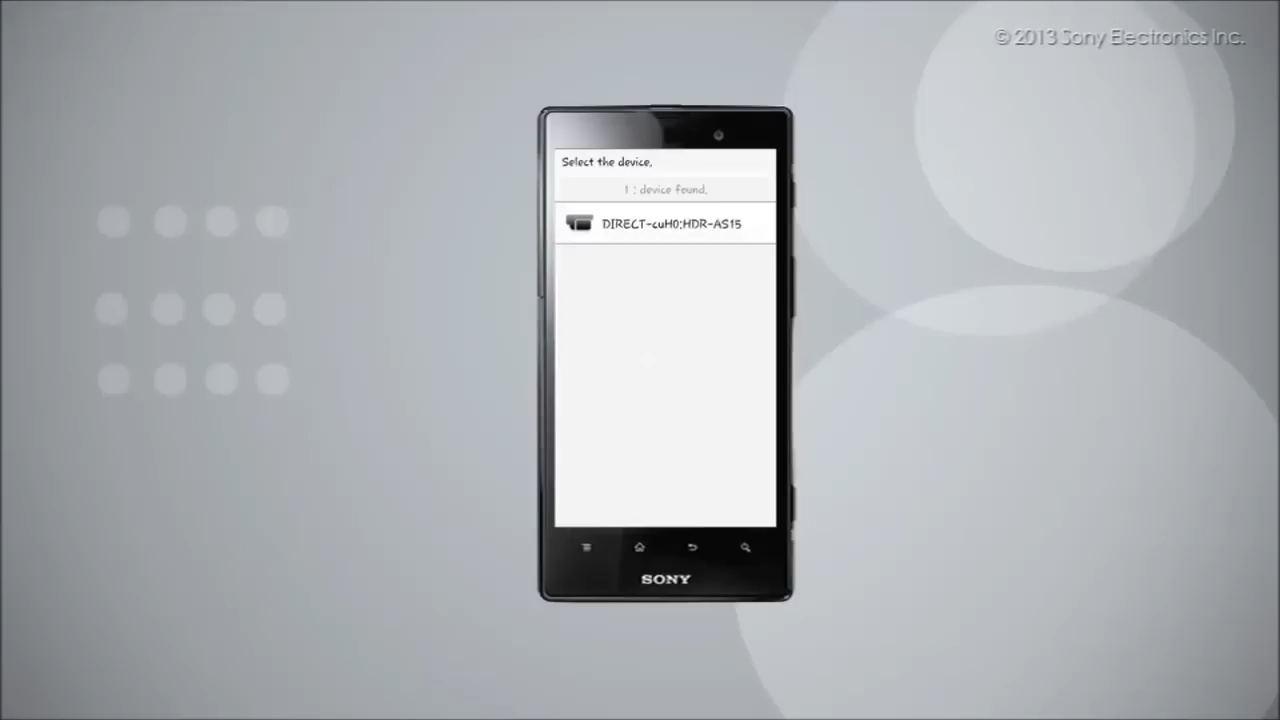 © 2013 Sony Electronics Inc.
Select the device.
1 : device found.
DIRECT-cuH0:HDR-AS15
SONY